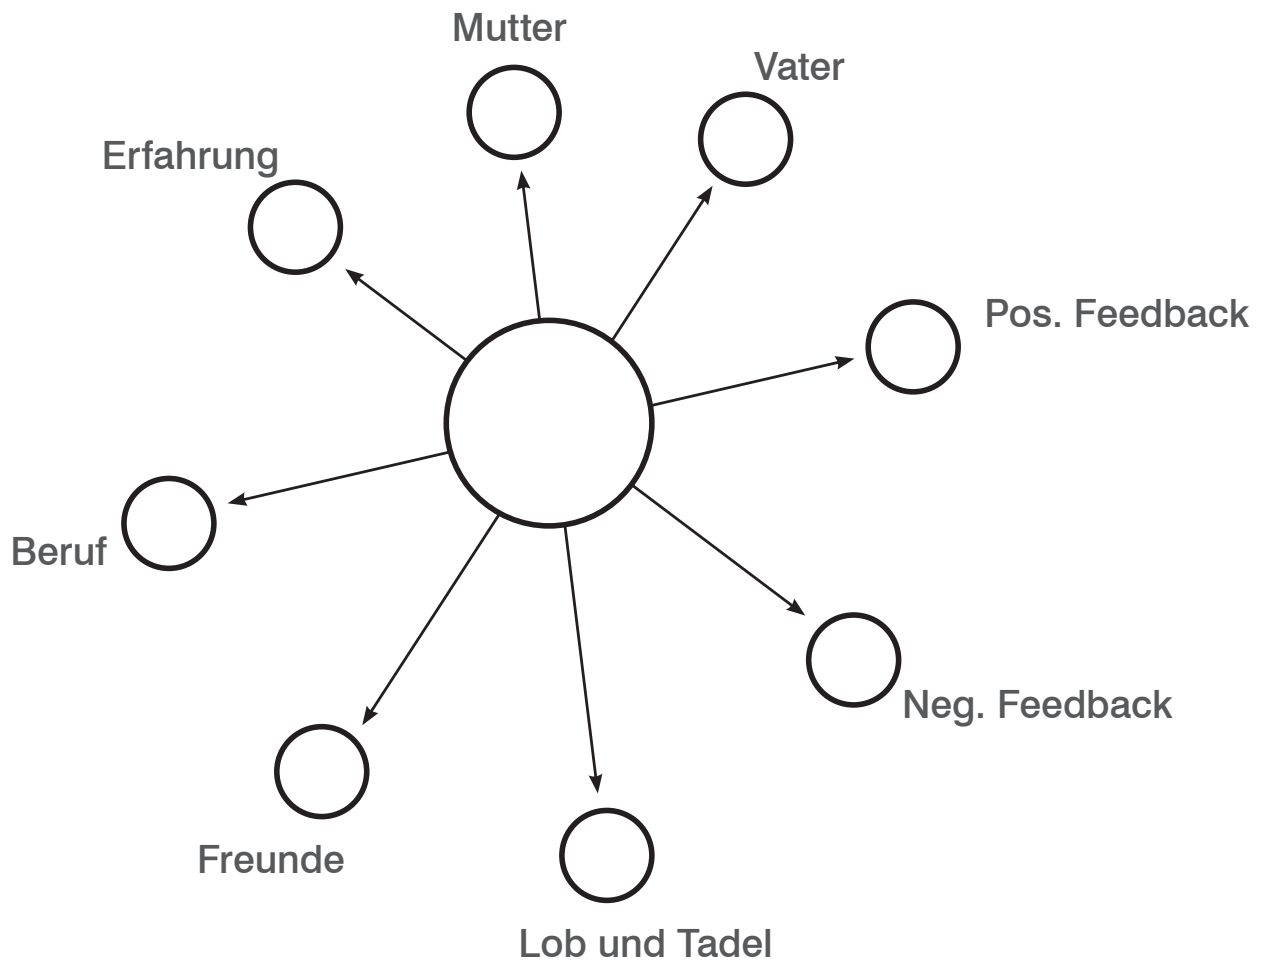 Mutter
Vater
Erfahrung
Pos. Feedback
Beruf
Neg. Feedback
Freunde
Lob und Tadel